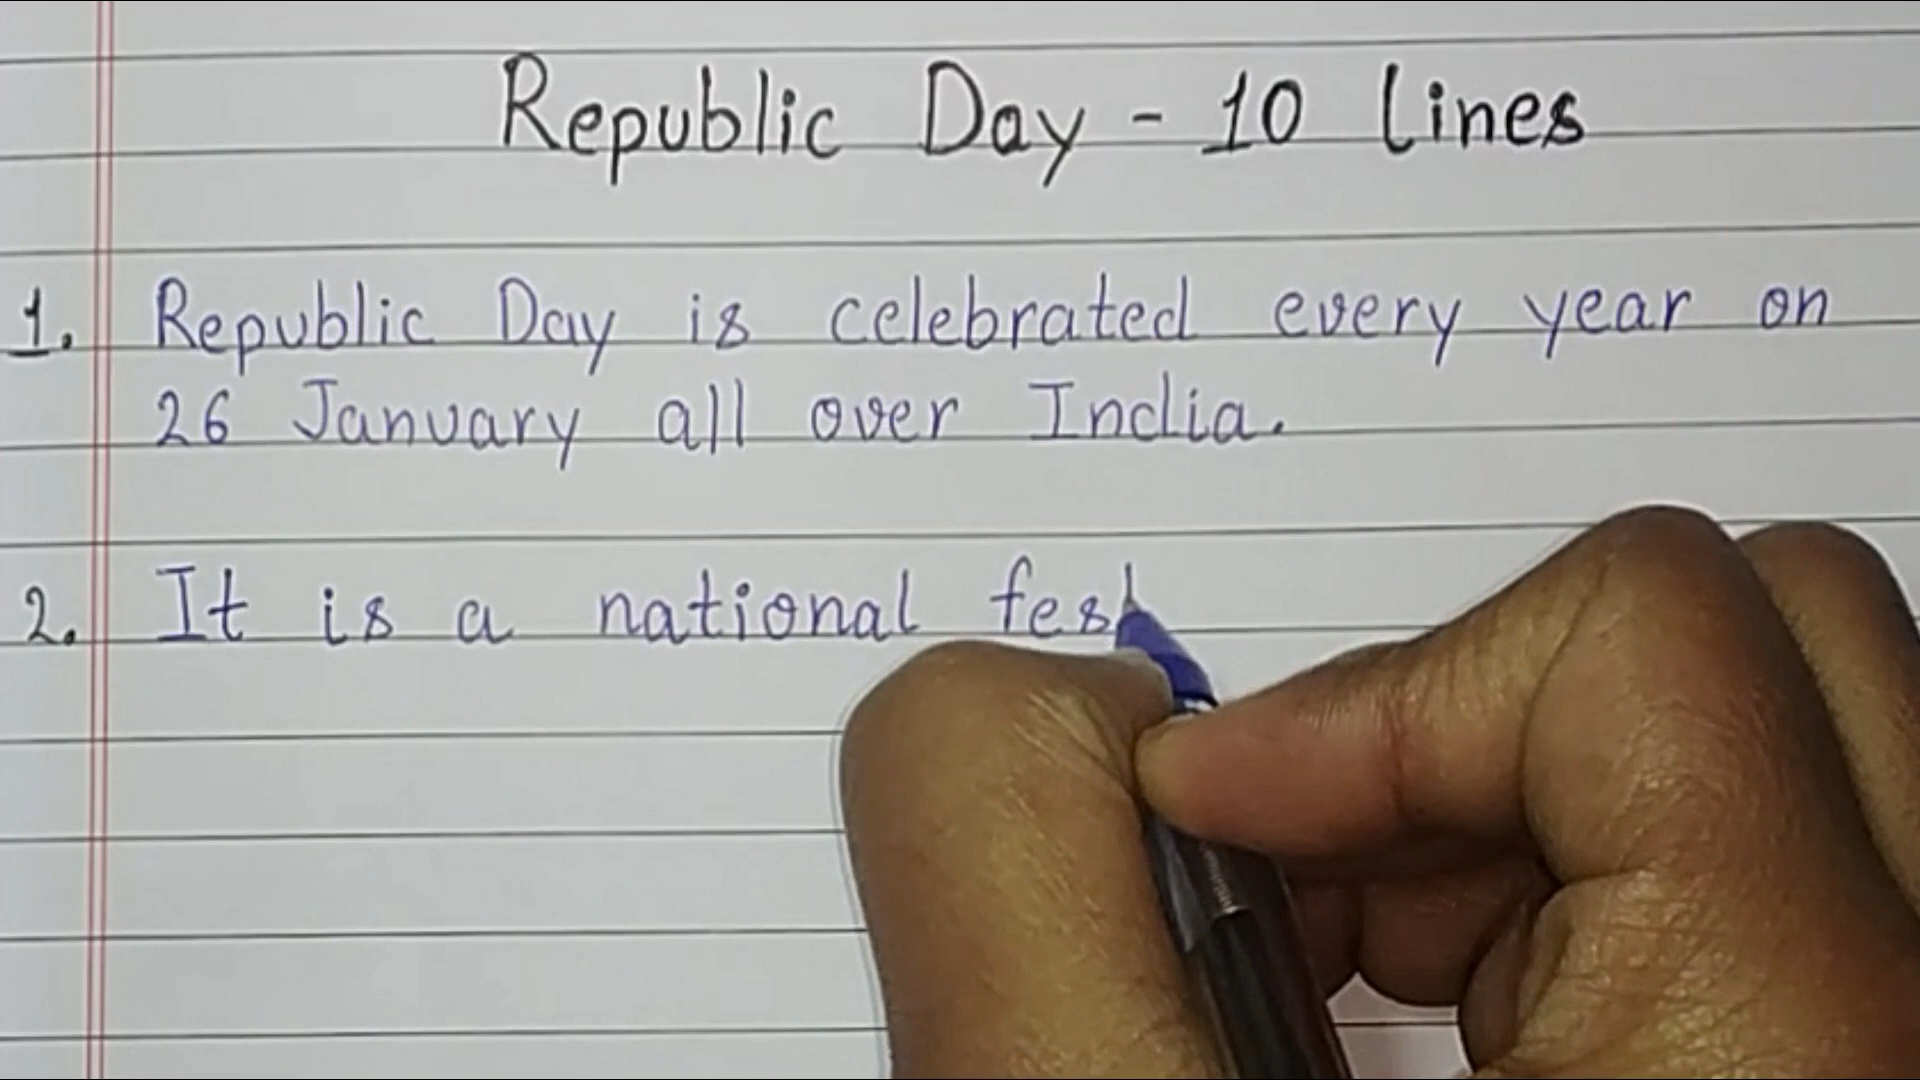 Republic Day - 10 lines
1. Republic Day is celebrated every year on
26 January all over India.
2. It is a national fest